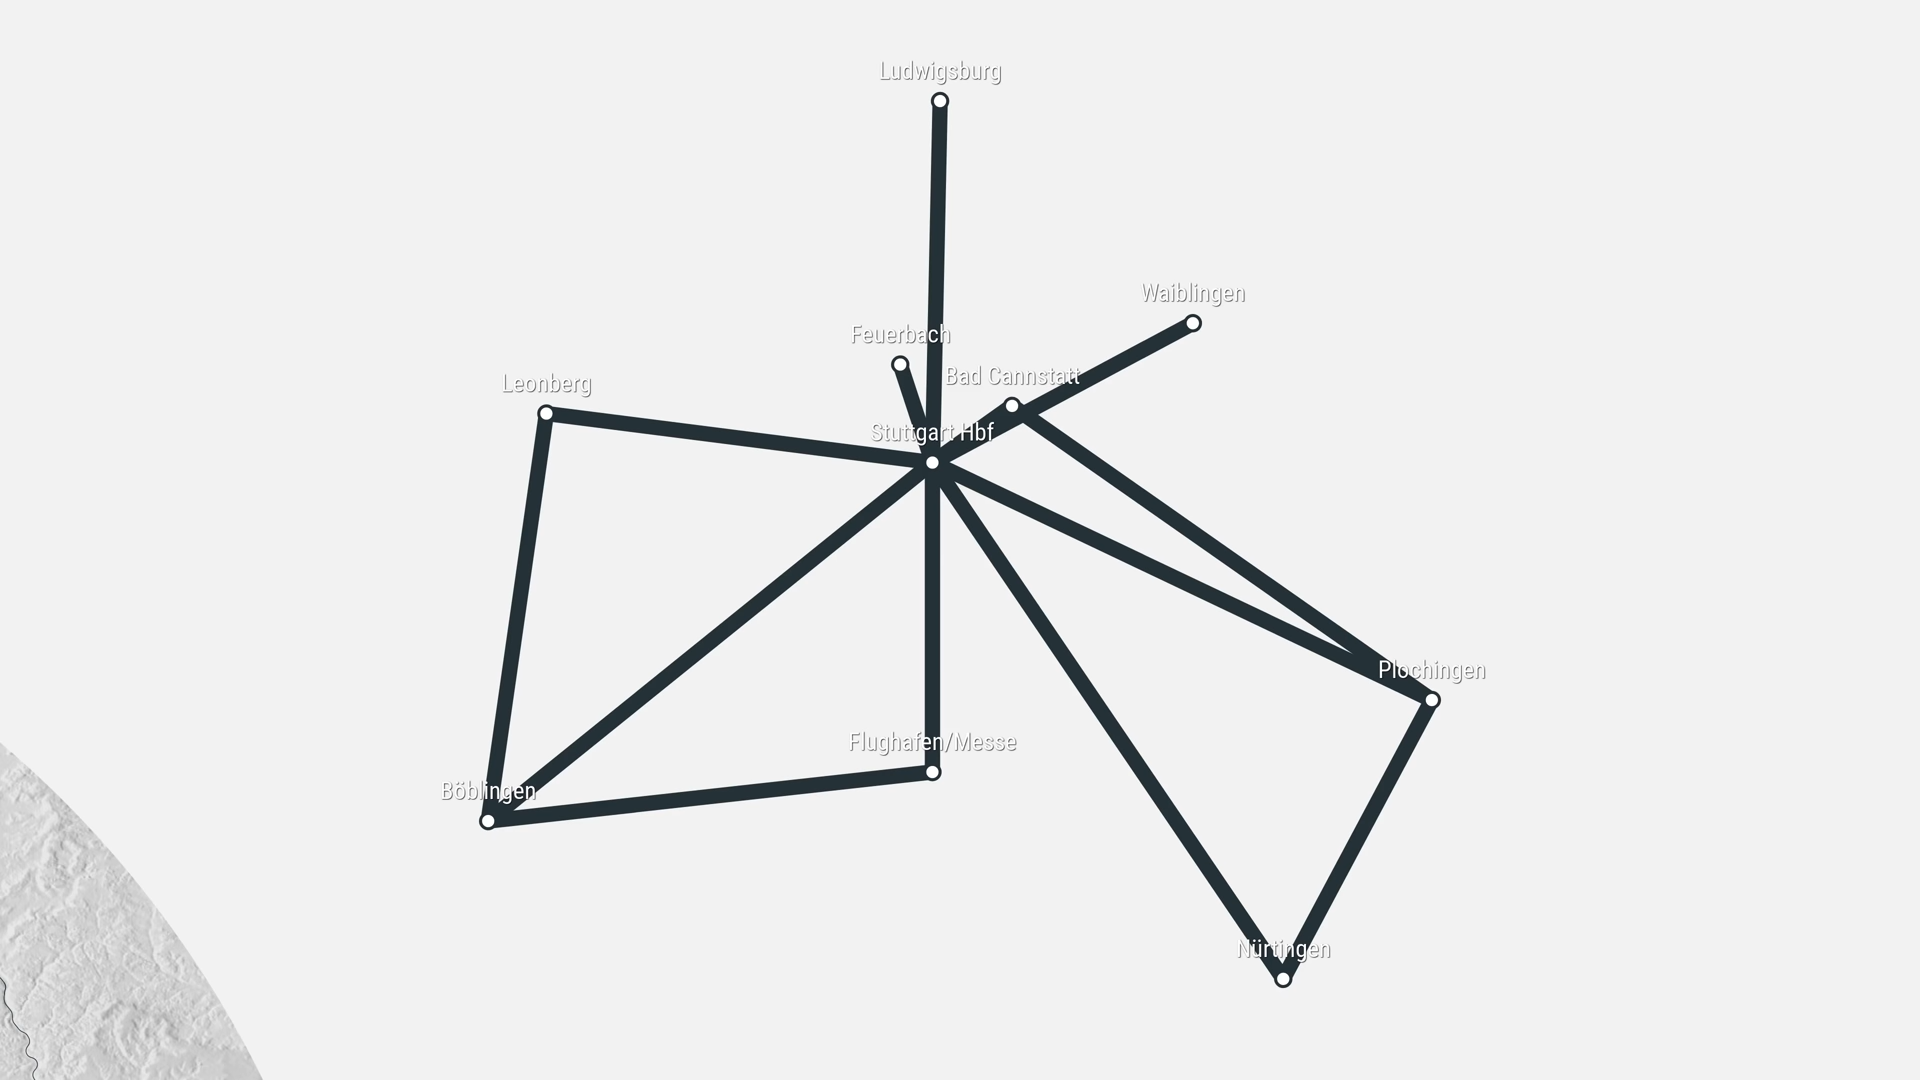 Ludwigsburg
Waiblingen
Feuerbach
Bad Cannstatt
Leonberg
Stuttgart Hbf
Plochingen
Flughafen/Messe
Böblingen
Nürtingen